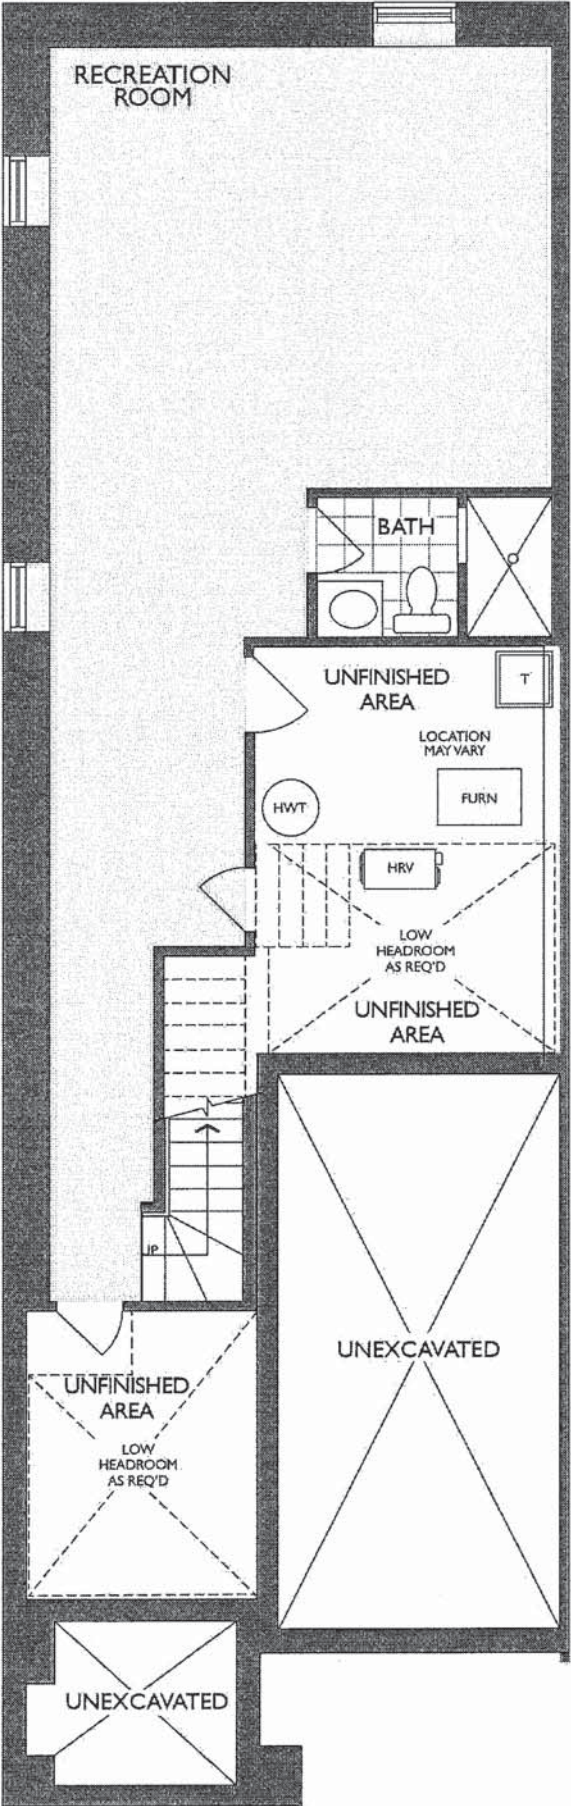 RECREATION
ROOM
BATH
UNFINISHED
AREA
T
LOCATION
MAY VARY
FURN
HWT
HRV
LOW
HEADROOM
AS REQ'D
UNFINISHED
AREA
UP
UNEXCAVATED
UNFINISHED
AREA
LOW
HEADROOM
AS REQ'D
UNEXCAVATED